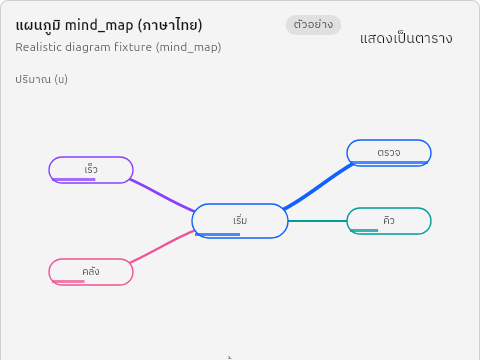 แผนภูมิ mind_map (ภาษาไทย)
ตัวอย่าง
แสดงเป็นตาราง
Realistic diagram fixture (mind_map)
ปริมาณ (น)
ตรวจ
เร็ว
เริ่ม
คิว
คลัง